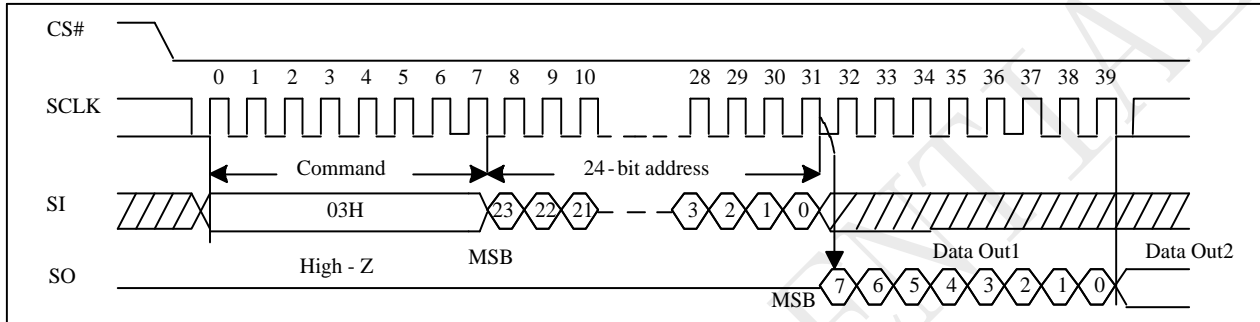 CS#
0 1 2 3 4 5 6 7 8 9 10 28 29 30 31 32 33 34 35 36 37 38 39
SCLK
Command 24-bit address
SI 03H 23 22 21 3 2 1 0
High - Z MSB Data Out1 Data Out2
SO MSB 7 6 5 4 3 2 1 0
ENTIAL